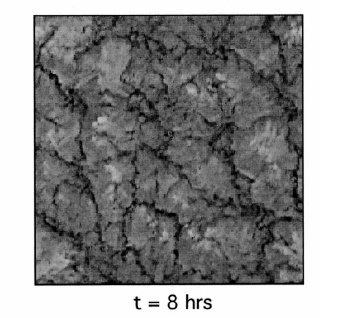 t = 8 hrs